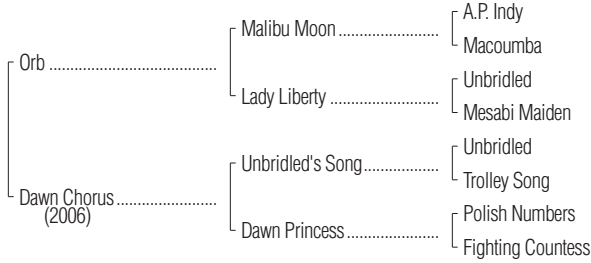 A.P. Indy
Malibu Moon
Macoumba
Orb
Unbridled
Lady Liberty
Mesabi Maiden
Unbridled
Unbridled's Song
Trolley Song
Dawn Chorus
(2006)
Polish Numbers
Dawn Princess
Fighting Countess